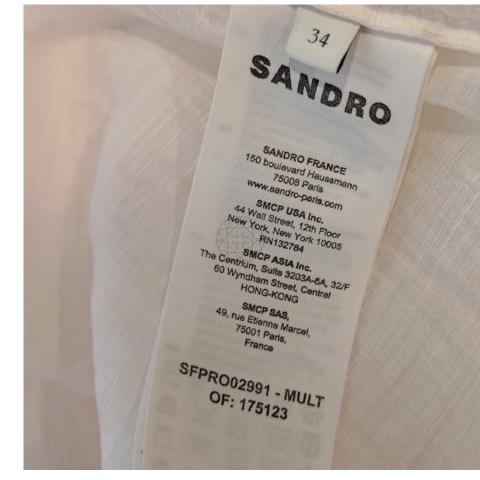 34
SANDRO
SANDRO FRANCE
150 boulevard Haussmann
75008 Paris
www.sandro-paris.com
SMCP USA Inc.
44 Wall Street, 12th Floor
New York, New York 10005
RN132784
SMCP ASIA Inc.
The Centrium, Suite 3203A-5A, 32/F
60 Wyndham Street, Central
HONG-KONG
SMCP SAS,
49, rue Etienne Marcel,
75001 Paris,
France
SFPRO02991 - MULT
OF: 175123